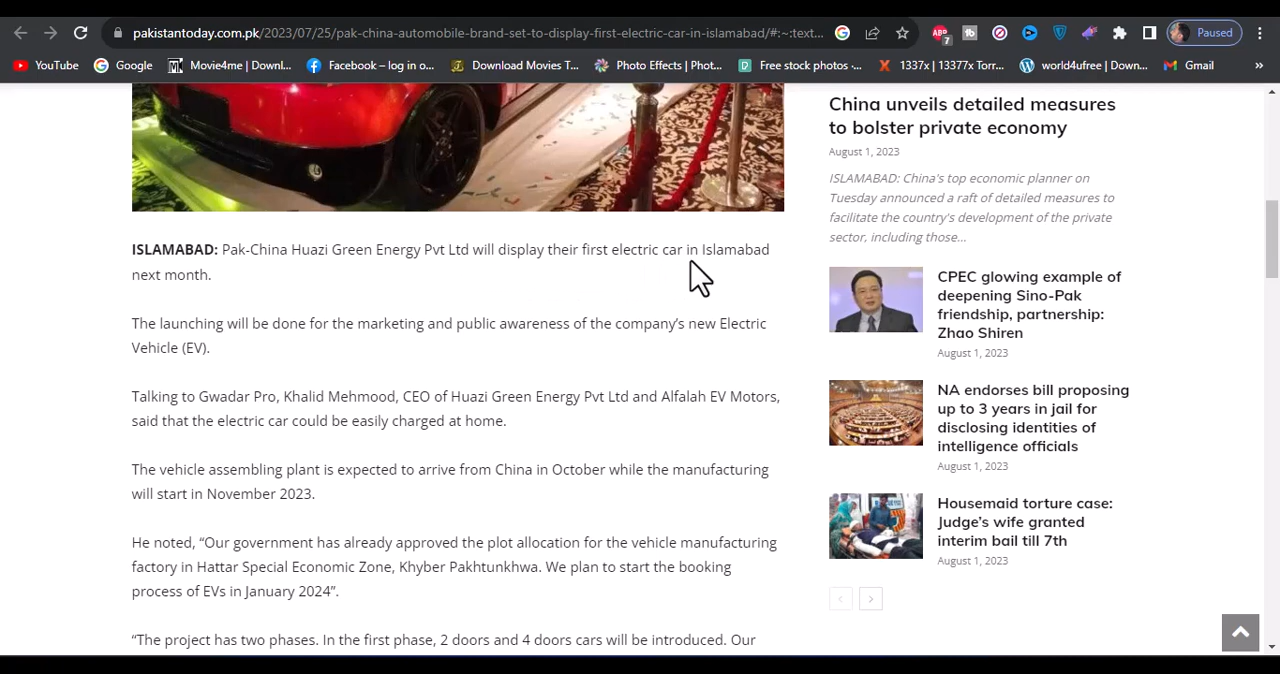 pakistantoday.com.pk/2023/07/25/pak-china-automobile-brand-set-to-display-first-electric-car-in-islamabad/#:~:text...
Paused
YouTube
Google
Movie4me | Downl...
Facebook – log in o...
Download Movies T...
Photo Effects | Phot...
Free stock photos -...
1337x | 13377x Torr...
world4ufree | Down...
Gmail
»
ISLAMABAD: Pak-China Huazi Green Energy Pvt Ltd will display their first electric car in Islamabad
next month.
The launching will be done for the marketing and public awareness of the company’s new Electric
Vehicle (EV).
Talking to Gwadar Pro, Khalid Mehmood, CEO of Huazi Green Energy Pvt Ltd and Alfalah EV Motors,
said that the electric car could be easily charged at home.
The vehicle assembling plant is expected to arrive from China in October while the manufacturing
will start in November 2023.
He noted, “Our government has already approved the plot allocation for the vehicle manufacturing
factory in Hattar Special Economic Zone, Khyber Pakhtunkhwa. We plan to start the booking
process of EVs in January 2024”.
“The project has two phases. In the first phase, 2 doors and 4 doors cars will be introduced. Our
China unveils detailed measures
to bolster private economy
August 1, 2023
ISLAMABAD: China's top economic planner on
Tuesday announced a raft of detailed measures to
facilitate the country's development of the private
sector, including those...
CPEC glowing example of
deepening Sino-Pak
friendship, partnership:
Zhao Shiren
August 1, 2023
NA endorses bill proposing
up to 3 years in jail for
disclosing identities of
intelligence officials
August 1, 2023
Housemaid torture case:
Judge’s wife granted
interim bail till 7th
August 1, 2023